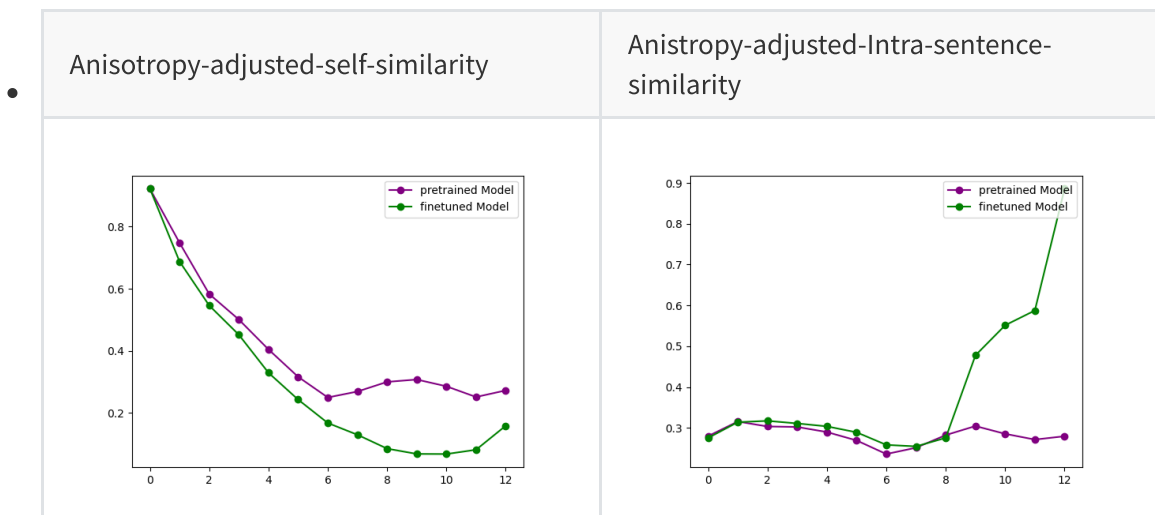 Anisotropy-adjusted-self-similarity
Anistropy-adjusted-Intra-sentence-
similarity
pretrained Model
finetuned Model
0.8
0.6
0.4
0.2
0 2 4 6 8 10 12
pretrained Model
finetuned Model
0.9
0.8
0.7
0.6
0.5
0.4
0.3
0 2 4 6 8 10 12